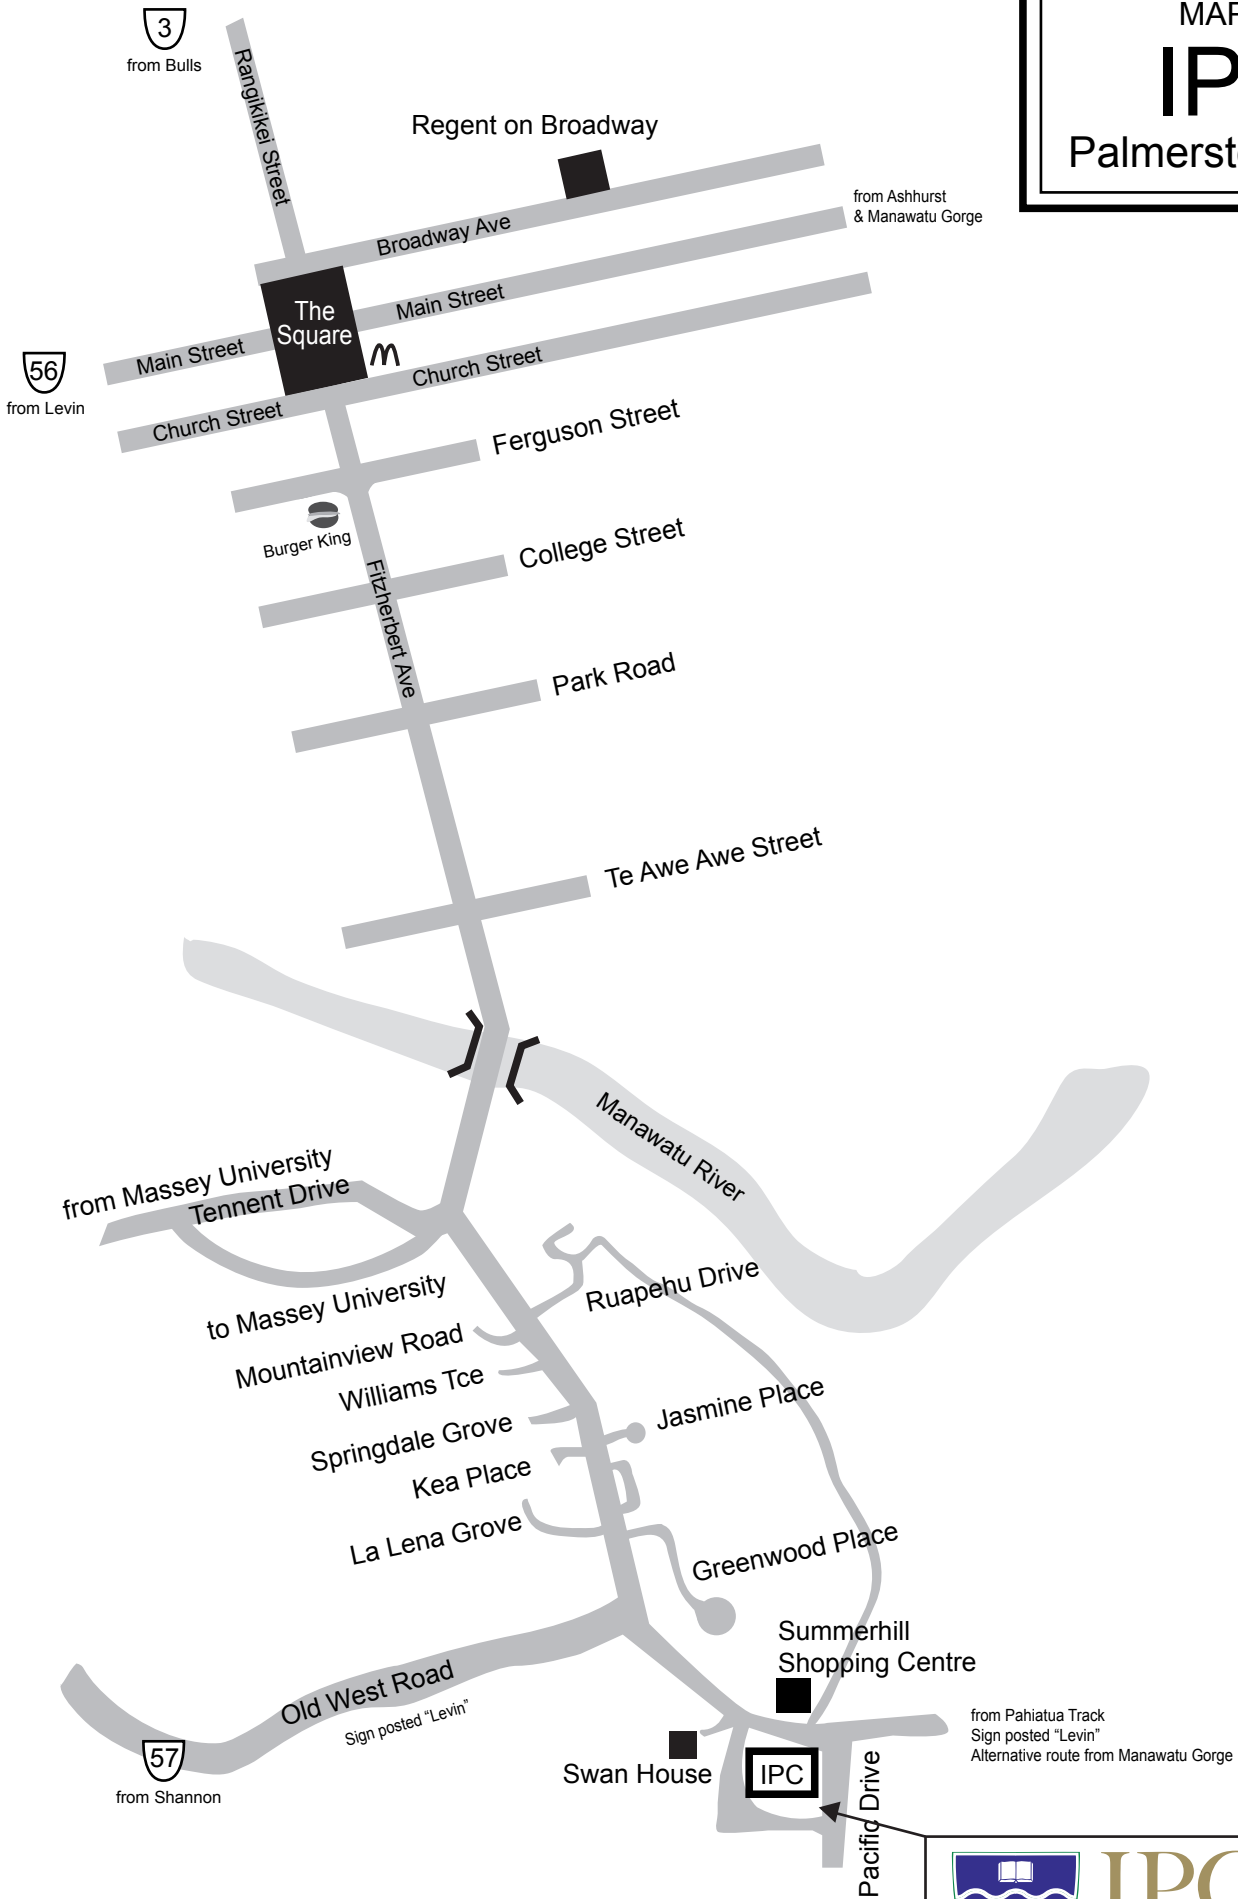 3
from Bulls
Rangikikei Street
MAP
IP
Palmerst
Regent on Broadway
from Ashhurst
& Manawatu Gorge
Broadway Ave
The
Square
Main Street
Main Street
56
from Levin
Church Street
Church Street
Ferguson Street
Burger King
College Street
Fitzherbert Ave
Park Road
Te Awe Awe Street
Manawatu River
from Massey University
Tennent Drive
to Massey University
Ruapehu Drive
Mountainview Road
Williams Tce
Jasmine Place
Springdale Grove
Kea Place
La Lena Grove
Greenwood Place
Summerhill
Shopping Centre
Old West Road
Sign posted "Levin"
from Pahiatua Track
Sign posted "Levin"
Alternative route from Manawatu Gorge
57
from Shannon
Swan House
IPC
Pacific Drive
IPC